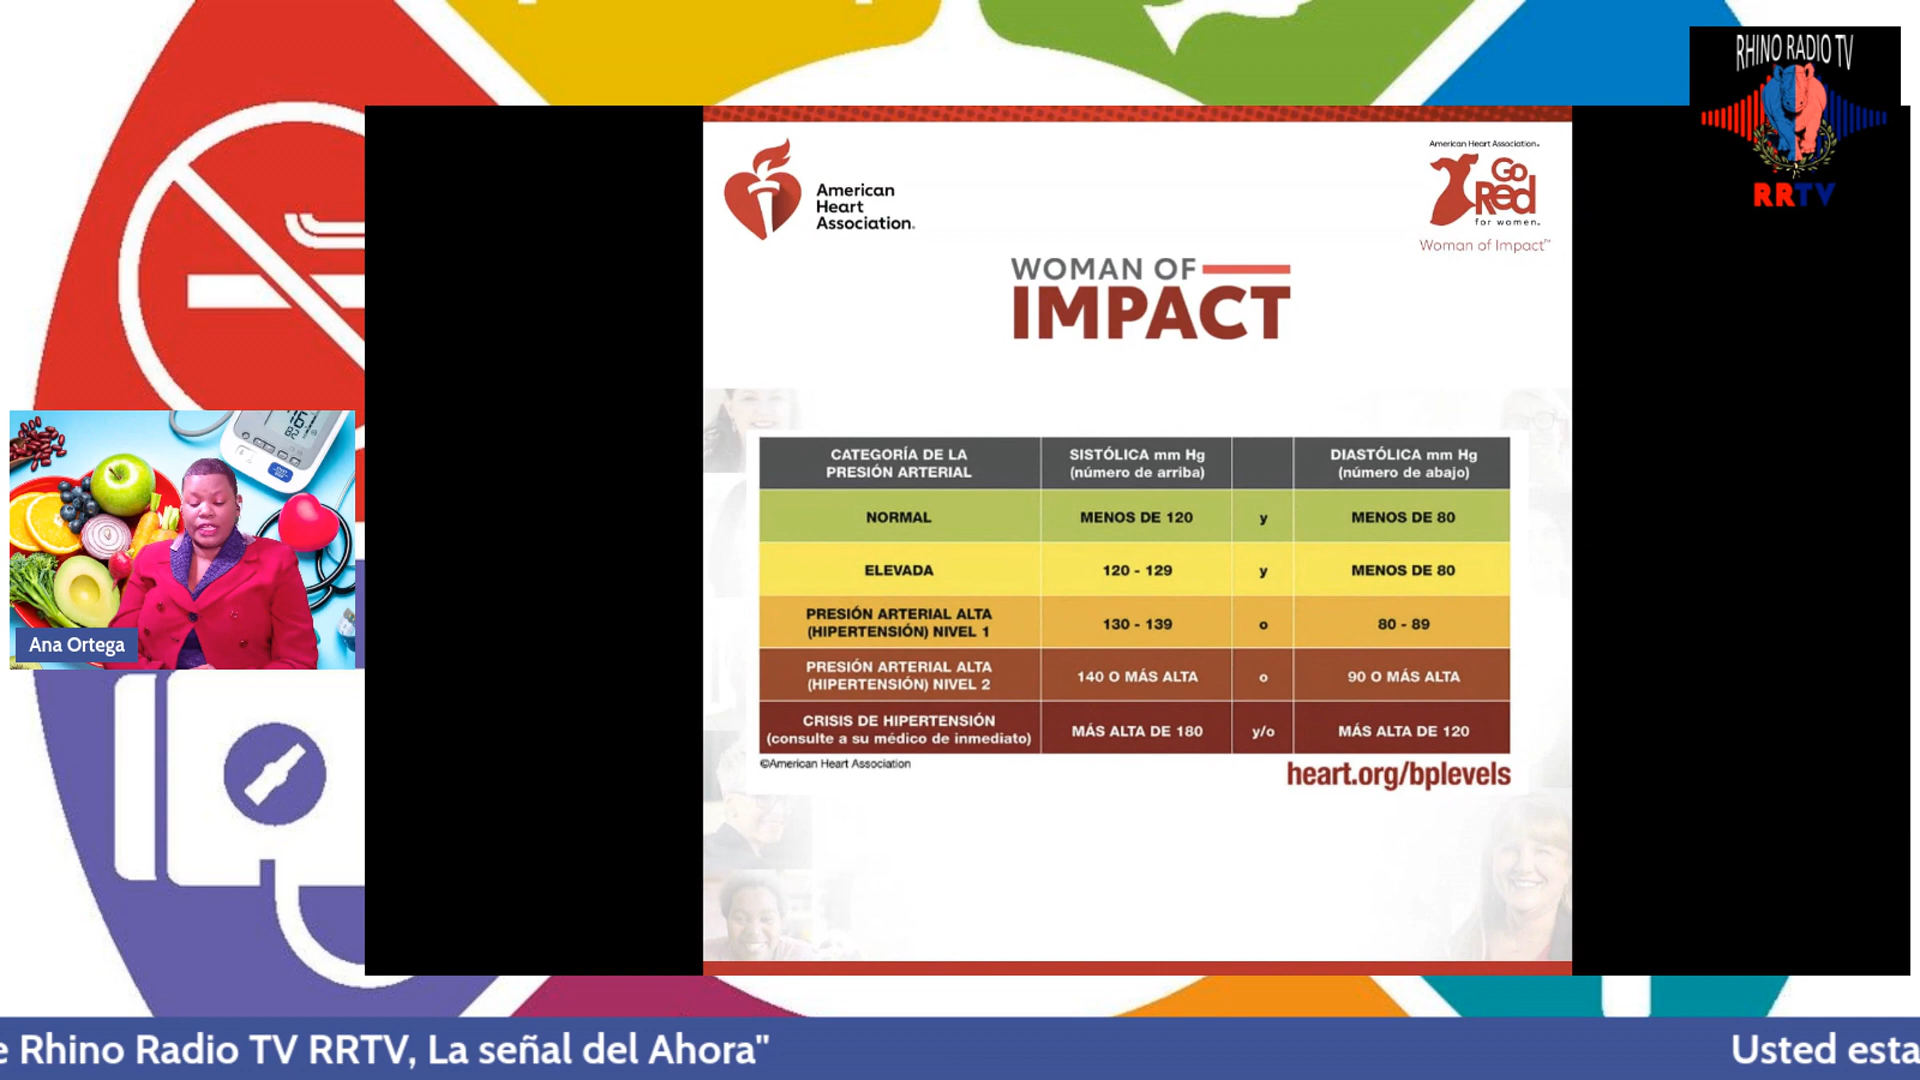 RHINO RADIO TV
RRTV
American
Heart
Association.
American Heart Association.
Go
Red
for women.
Woman of Impact™
WOMAN OF
IMPACT
CATEGORÍA DE LA
PRESIÓN ARTERIAL
SISTÓLICA mm Hg
(número de arriba)
DIASTÓLICA mm Hg
(número de abajo)
NORMAL
MENOS DE 120
y
MENOS DE 80
ELEVADA
120 - 129
y
MENOS DE 80
PRESIÓN ARTERIAL ALTA
(HIPERTENSIÓN) NIVEL 1
130 - 139
o
80 - 89
PRESIÓN ARTERIAL ALTA
(HIPERTENSIÓN) NIVEL 2
140 O MÁS ALTA
o
90 O MÁS ALTA
CRISIS DE HIPERTENSIÓN
(consulte a su médico de inmediato)
MÁS ALTA DE 180
y/o
MÁS ALTA DE 120
©American Heart Association
heart.org/bplevels
Ana Ortega
e Rhino Radio TV RRTV, La señal del Ahora"
Usted esta